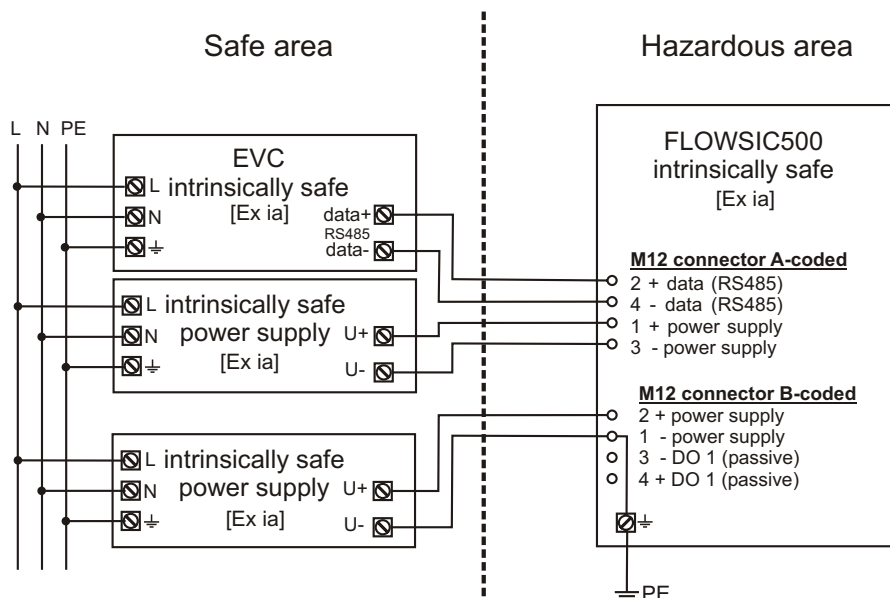 Safe area
Hazardous area
L N PE
EVC
intrinsically safe
[Ex ia]
L
N
data+
RS485
data-
intrinsically safe
power supply
[Ex ia]
L
N
U+
U-
intrinsically safe
power supply
[Ex ia]
L
N
U+
U-
FLOWSIC500
intrinsically safe
[Ex ia]
M12 connector A-coded
2 + data (RS485)
4 - data (RS485)
1 + power supply
3 - power supply
M12 connector B-coded
2 + power supply
1 - power supply
3 - DO 1 (passive)
4 + DO 1 (passive)
PE